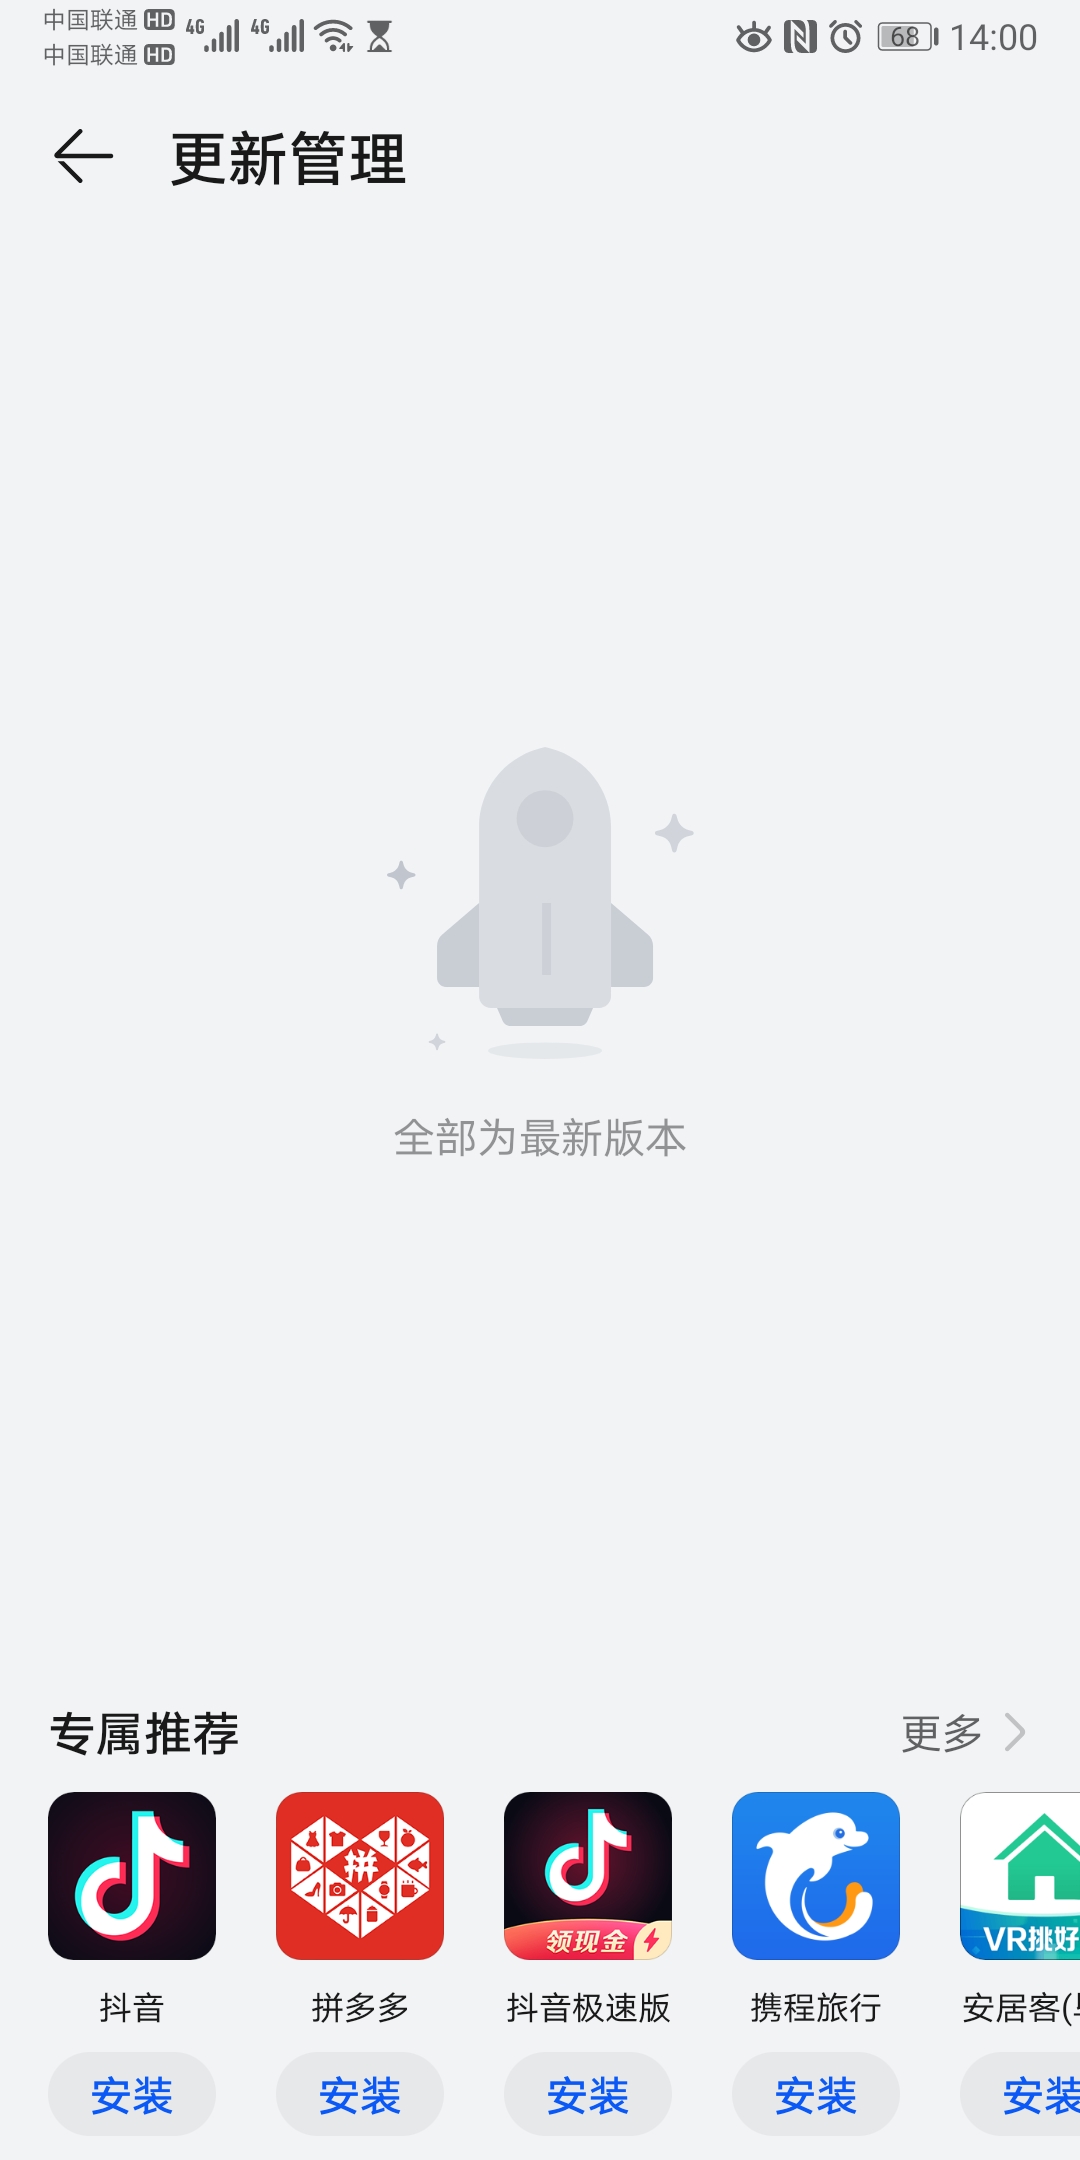 中国联通 HD 4G 4G 68 14:00
中国联通 HD
更新管理
全部为最新版本
专属推荐 更多
拼
领现金
VR挑好
抖音 拼多多 抖音极速版 携程旅行 安居客(
安装 安装 安装 安装 安装